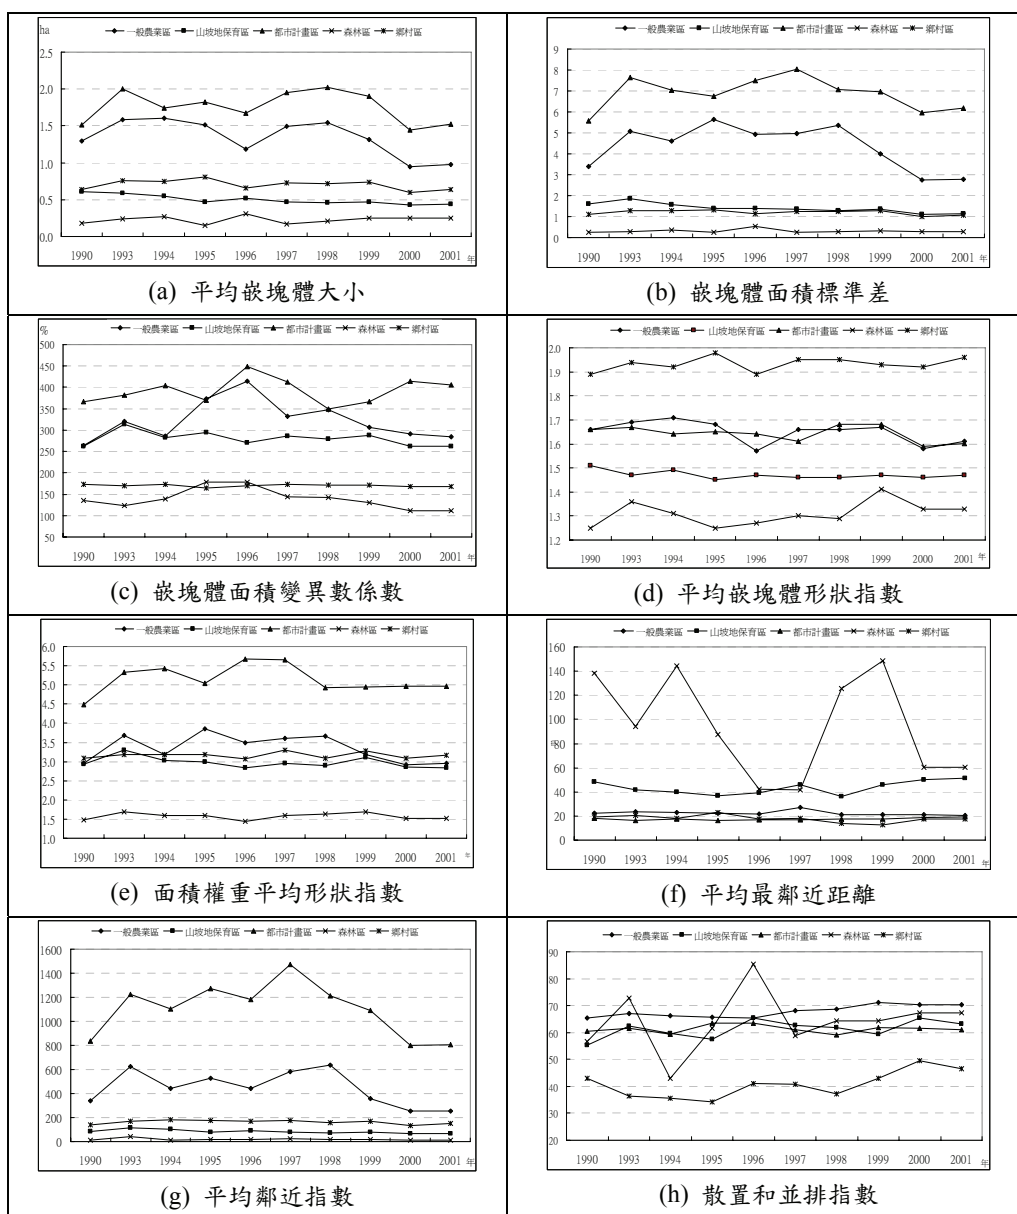 ha
一般農業區 山坡地保育區 都市計畫區 森林區 鄉村區
2.5
2.0
1.5
1.0
0.5
0.0
1990 1993 1994 1995 1996 1997 1998 1999 2000 2001 年
(a) 平均嵌塊體大小
一般農業區 山坡地保育區 都市計畫區 森林區 鄉村區
9
8
7
6
5
4
3
2
1
0
1990 1993 1994 1995 1996 1997 1998 1999 2000 2001 年
(b) 嵌塊體面積標準差
%
一般農業區 山坡地保育區 都市計畫區 森林區 鄉村區
500
450
400
350
300
250
200
150
100
50
1990 1993 1994 1995 1996 1997 1998 1999 2000 2001 年
(c) 嵌塊體面積變異數係數
一般農業區 山坡地保育區 都市計畫區 森林區 鄉村區
2.0
1.9
1.8
1.7
1.6
1.5
1.4
1.3
1.2
1990 1993 1994 1995 1996 1997 1998 1999 2000 2001 年
(d) 平均嵌塊體形狀指數
一般農業區 山坡地保育區 都市計畫區 森林區 鄉村區
6.0
5.5
5.0
4.5
4.0
3.5
3.0
2.5
2.0
1.5
1.0
1990 1993 1994 1995 1996 1997 1998 1999 2000 2001 年
(e) 面積權重平均形狀指數
一般農業區 山坡地保育區 都市計畫區 森林區 鄉村區
160
140
120
100
80
60
40
20
0
1990 1993 1994 1995 1996 1997 1998 1999 2000 2001 年
(f) 平均最鄰近距離
一般農業區 山坡地保育區 都市計畫區 森林區 鄉村區
1600
1400
1200
1000
800
600
400
200
0
1990 1993 1994 1995 1996 1997 1998 1999 2000 2001 年
(g) 平均鄰近指數
一般農業區 山坡地保育區 都市計畫區 森林區 鄉村區
90
80
70
60
50
40
30
20
1990 1993 1994 1995 1996 1997 1998 1999 2000 2001 年
(h) 散置和並排指數